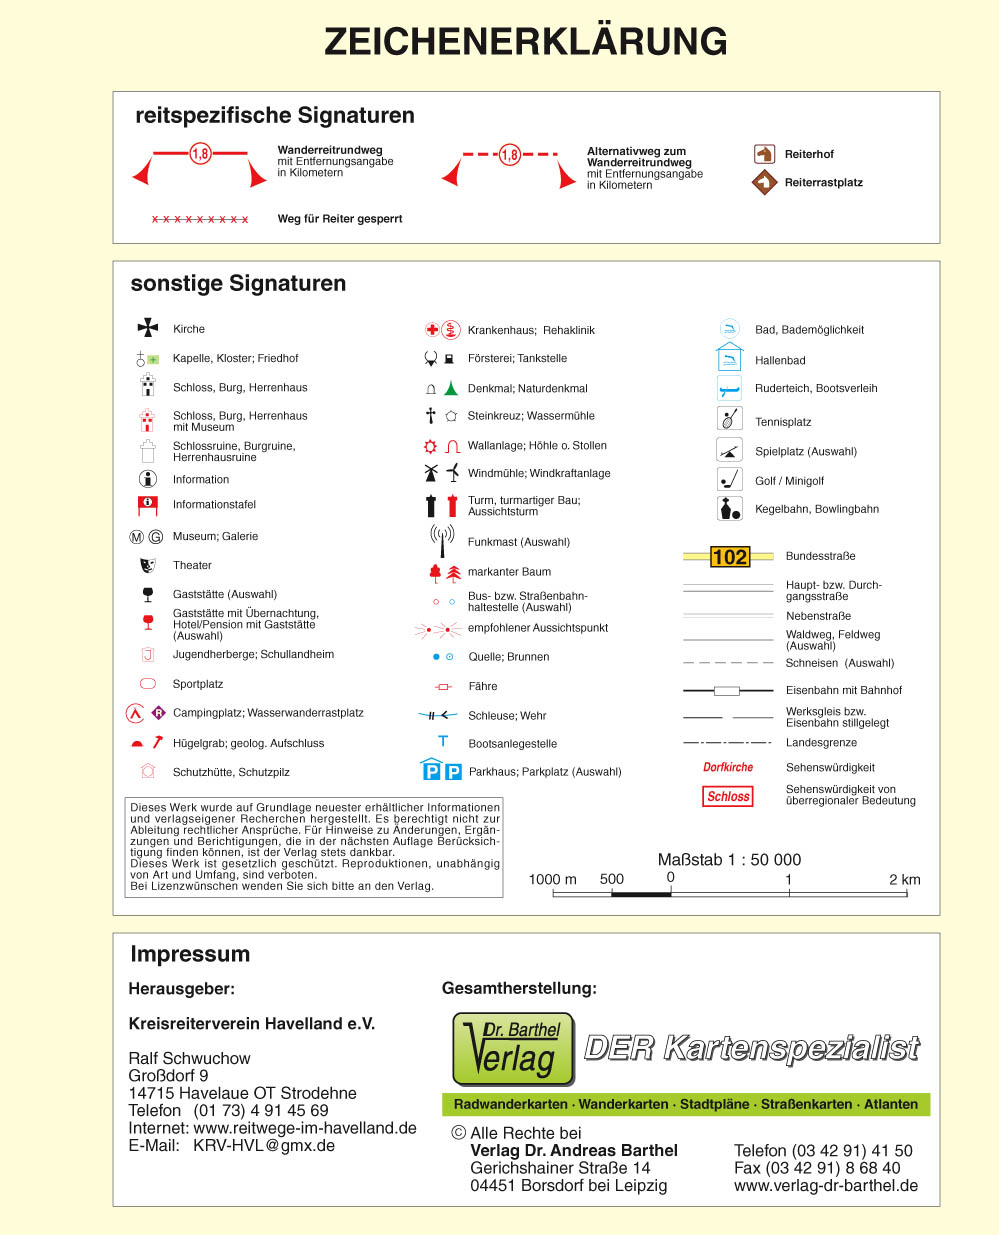 ZEICHENERKLÄRUNG
reitspezifische Signaturen
1,8
Wanderreitrundweg
mit Entfernungsangabe
in Kilometern
1,8
Alternativweg zum
Wanderreitrundweg
mit Entfernungsangabe
in Kilometern
Reiterhof
Reiterrastplatz
x x x x x x x x x
Weg für Reiter gesperrt
sonstige Signaturen
Kirche
Kapelle, Kloster; Friedhof
Schloss, Burg, Herrenhaus
Schloss, Burg, Herrenhaus
mit Museum
Schlossruine, Burgruine,
Herrenhausruine
i Information
i Informationstafel
M G Museum; Galerie
Theater
Gaststätte (Auswahl)
Gaststätte mit Übernachtung,
Hotel/Pension mit Gaststätte
(Auswahl)
J Jugendherberge; Schullandheim
Sportplatz
R Campingplatz; Wasserwanderrastplatz
Hügelgrab; geolog. Aufschluss
Schutzhütte, Schutzpilz
Krankenhaus; Rehaklinik
Försterei; Tankstelle
Denkmal; Naturdenkmal
Steinkreuz; Wassermühle
Wallanlage; Höhle o. Stollen
Windmühle; Windkraftanlage
Turm, turmartiger Bau;
Aussichtsturm
Funkmast (Auswahl)
markanter Baum
Bus- bzw. Straßenbahn-
haltestelle (Auswahl)
empfohlener Aussichtspunkt
Quelle; Brunnen
Fähre
Schleuse; Wehr
Bootsanlegestelle
P P Parkhaus; Parkplatz (Auswahl)
Bad, Bademöglichkeit
Hallenbad
Ruderteich, Bootsverleih
Tennisplatz
Spielplatz (Auswahl)
Golf / Minigolf
Kegelbahn, Bowlingbahn
102 Bundesstraße
Haupt- bzw. Durch-
gangsstraße
Nebenstraße
Waldweg, Feldweg
(Auswahl)
Schneisen (Auswahl)
Eisenbahn mit Bahnhof
Werksgleis bzw.
Eisenbahn stillgelegt
Landesgrenze
Dorfkirche Sehenswürdigkeit
Schloss
Sehenswürdigkeit von
überregionaler Bedeutung
Dieses Werk wurde auf Grundlage neuester erhältlicher Informationen
und verlagseigener Recherchen hergestellt. Es berechtigt nicht zur
Ableitung rechtlicher Ansprüche. Für Hinweise zu Änderungen, Ergän-
zungen und Berichtigungen, die in der nächsten Auflage Berücksich-
tigung finden können, ist der Verlag stets dankbar.
Dieses Werk ist gesetzlich geschützt. Reproduktionen, unabhängig
von Art und Umfang, sind verboten.
Bei Lizenzwünschen wenden Sie sich bitte an den Verlag.
Maßstab 1 : 50 000
1000 m 500 0 1 2 km
Impressum
Herausgeber:
Kreisreiterverein Havelland e.V.
Ralf Schwuchow
Großdorf 9
14715 Havelaue OT Strodehne
Telefon (01 73) 4 91 45 69
Internet: www.reitwege-im-havelland.de
E-Mail: KRV-HVL@gmx.de
Gesamtherstellung:
Dr. Barthel
Verlag
DER Kartenspezialist
Radwanderkarten · Wanderkarten · Stadtpläne · Straßenkarten · Atlanten
© Alle Rechte bei
Verlag Dr. Andreas Barthel
Gerichshainer Straße 14
04451 Borsdorf bei Leipzig
Telefon (03 42 91) 41 50
Fax (03 42 91) 8 68 40
www.verlag-dr-barthel.de